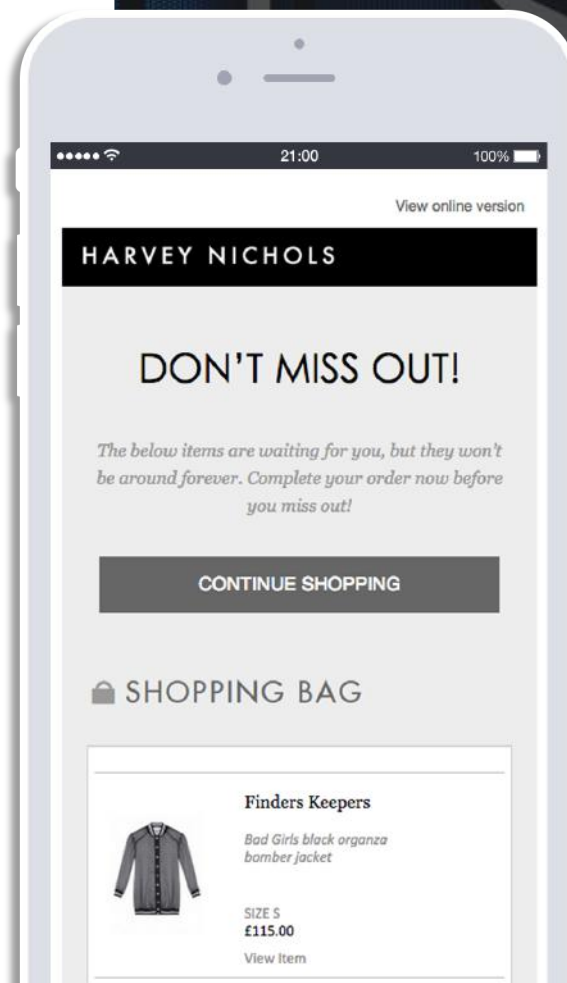 21:00
100%
View online version
HARVEY NICHOLS
DON'T MISS OUT!
The below items are waiting for you, but they won't
be around forever. Complete your order now before
you miss out!
CONTINUE SHOPPING
SHOPPING BAG
Finders Keepers
Bad Girls black organza
bomber jacket
SIZE S
£115.00
View Item